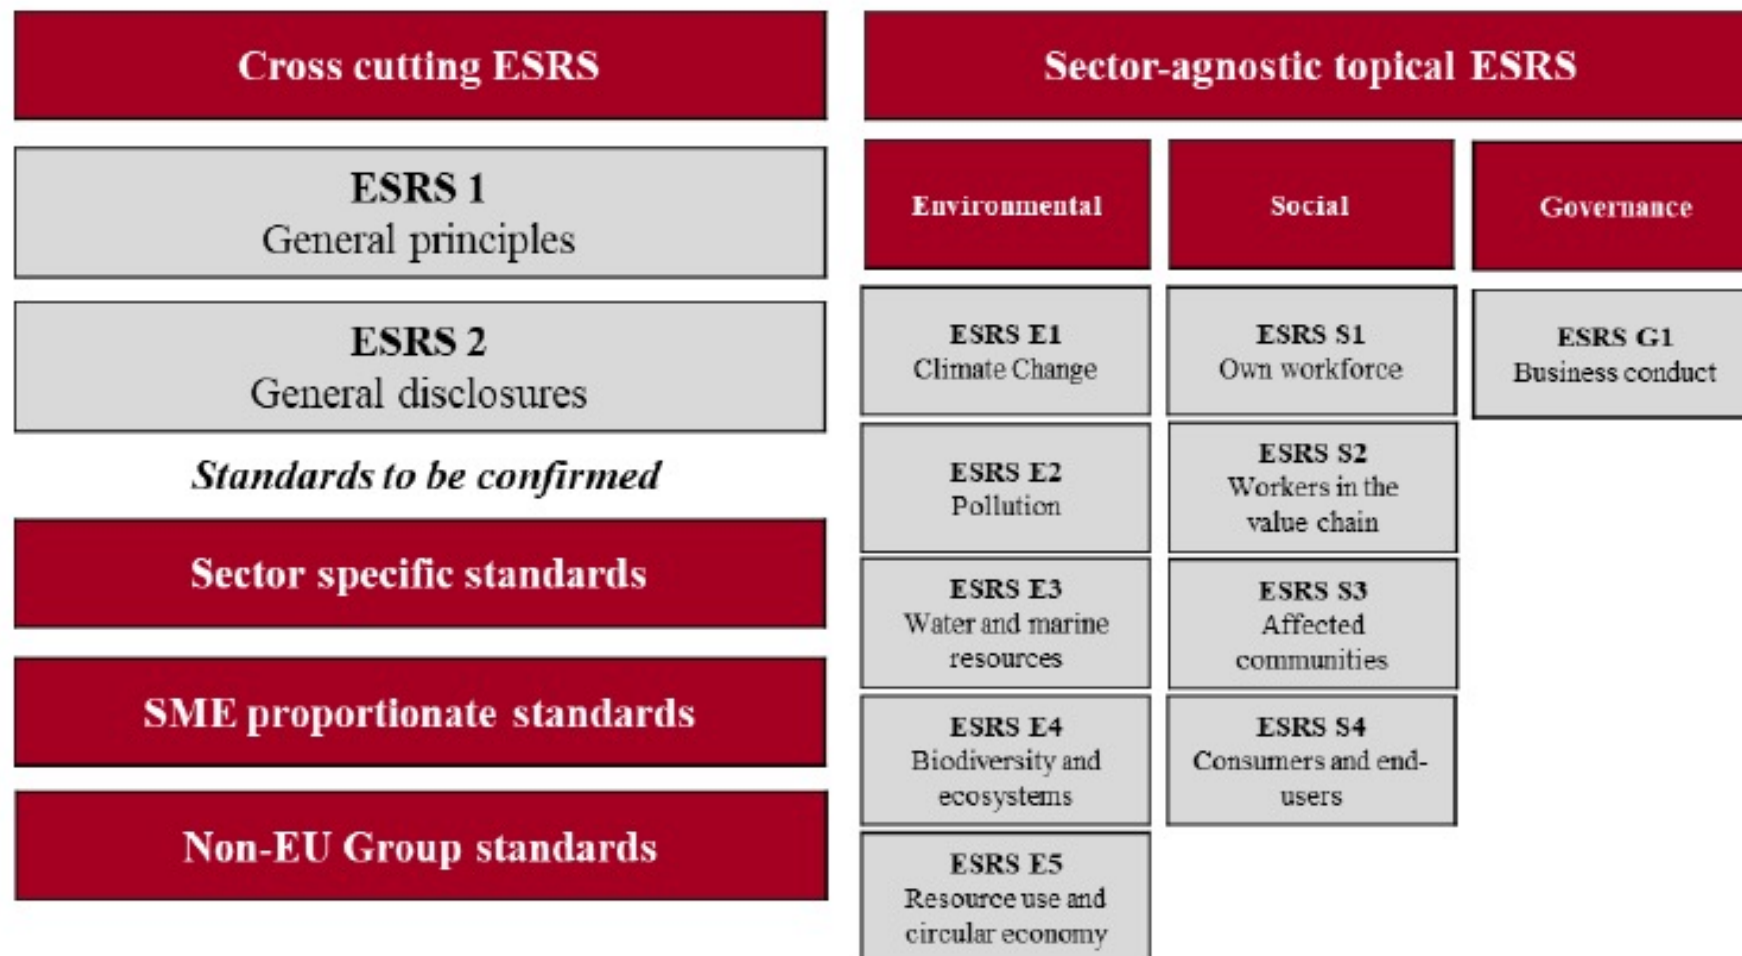 Cross cutting ESRS
ESRS 1
General principles
ESRS 2
General disclosures
Standards to be confirmed
Sector specific standards
SME proportionate standards
Non-EU Group standards
Sector-agnostic topical ESRS
Environmental
Social
Governance
ESRS E1
Climate Change
ESRS S1
Own workforce
ESRS G1
Business conduct
ESRS E2
Pollution
ESRS S2
Workers in the
value chain
ESRS E3
Water and marine
resources
ESRS S3
Affected
communities
ESRS E4
Biodiversity and
ecosystems
ESRS S4
Consumers and end-
users
ESRS E5
Resource use and
circular economy